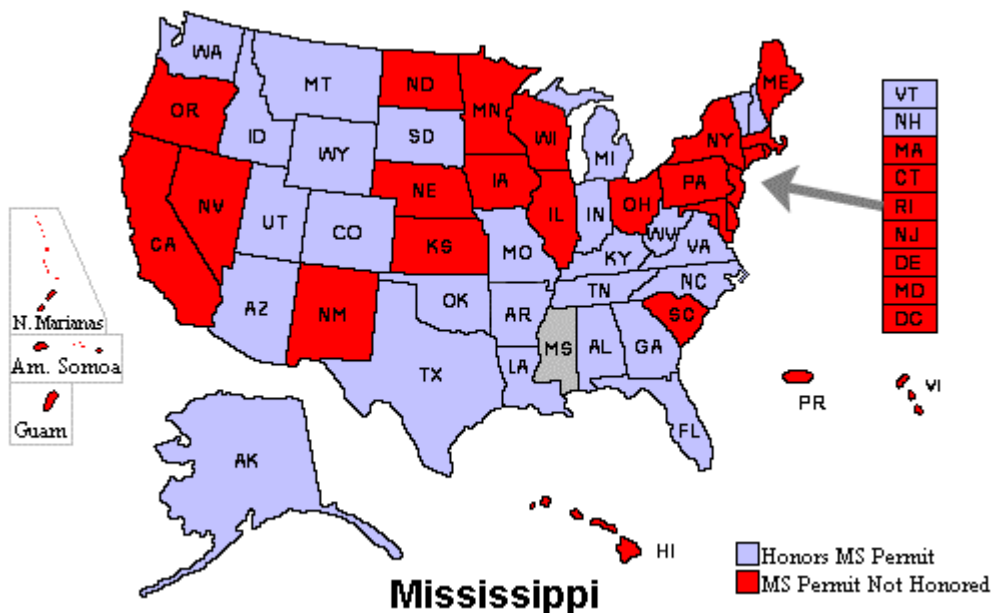 WA
MT
ND
MN
ME
OR
ID
SD
WI
NY
WY
MI
NE
IA
PA
NV
UT
CO
IL
IN
OH
CA
KS
MO
WV
VA
KY
AZ
NM
OK
TN
NC
AR
SC
TX
LA
MS
AL
GA
FL
AK
HI
VT
NH
MA
CT
RI
NJ
DE
MD
DC
N. Marianas
Am. Somoa
Guam
PR
VI
Honors MS Permit
MS Permit Not Honored
Mississippi